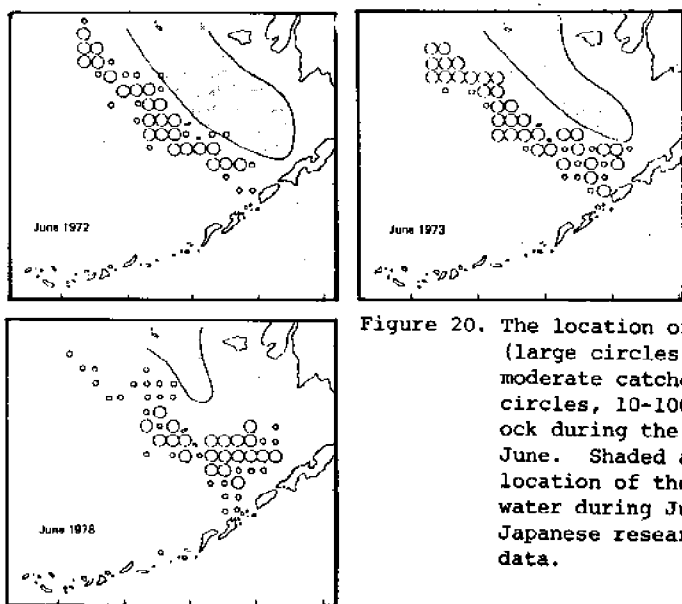 June 1972
June 1973
June 1978
Figure 20. The location o
(large circles
moderate catche
circles, 10-100
ock during the
June. Shaded a
location of the
water during Ju
Japanese resear
data.